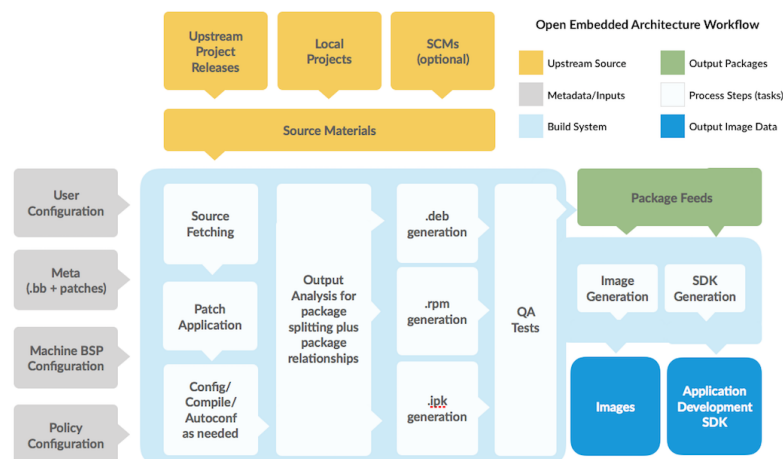 Open Embedded Architecture Workflow
Upstream
Project
Releases
Local
Projects
SCMs
(optional)
Upstream Source
Output Packages
Metadata/Inputs
Process Steps (tasks)
Build System
Output Image Data
Source Materials
User
Configuration
Meta
(.bb + patches)
Machine BSP
Configuration
Policy
Configuration
Source
Fetching
Patch
Application
Config/
Compile/
Autoconf
as needed
Output
Analysis for
package
splitting plus
package
relationships
.deb
generation
.rpm
generation
.ipk
generation
QA
Tests
Package Feeds
Image
Generation
SDK
Generation
Images
Application
Development
SDK